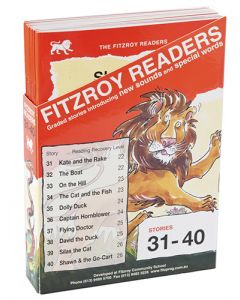 THE FITZROY READERS
FITZROY READERS
Graded stories introducing new sounds and special words
Story Reading Recovery Level
31 Kate and the Rake 22
32 The Boat 22
33 On the Hill 23
34 The Cat and the Fish 23
35 Dolly Duck 24
36 Captain Hornblower 24
37 Flying Doctor 25
38 David the Duck 25
39 Silas the Cat 26
40 Shawn & the Go-Cart 26
STORIES
31-40
Developed at Fitzroy Community School